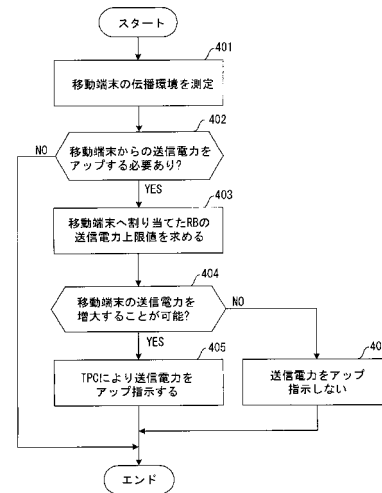 スタート
401
移動端末の伝播環境を測定
402
移動端末からの送信電力を
アップする必要あり?
NO
YES
403
移動端末へ割り当てたRBの
送信電力上限値を求める
404
移動端末の送信電力を
増大することが可能?
NO
YES
405
TPCにより送信電力を
アップ指示する
送信電力をアップ
指示しない
エンド